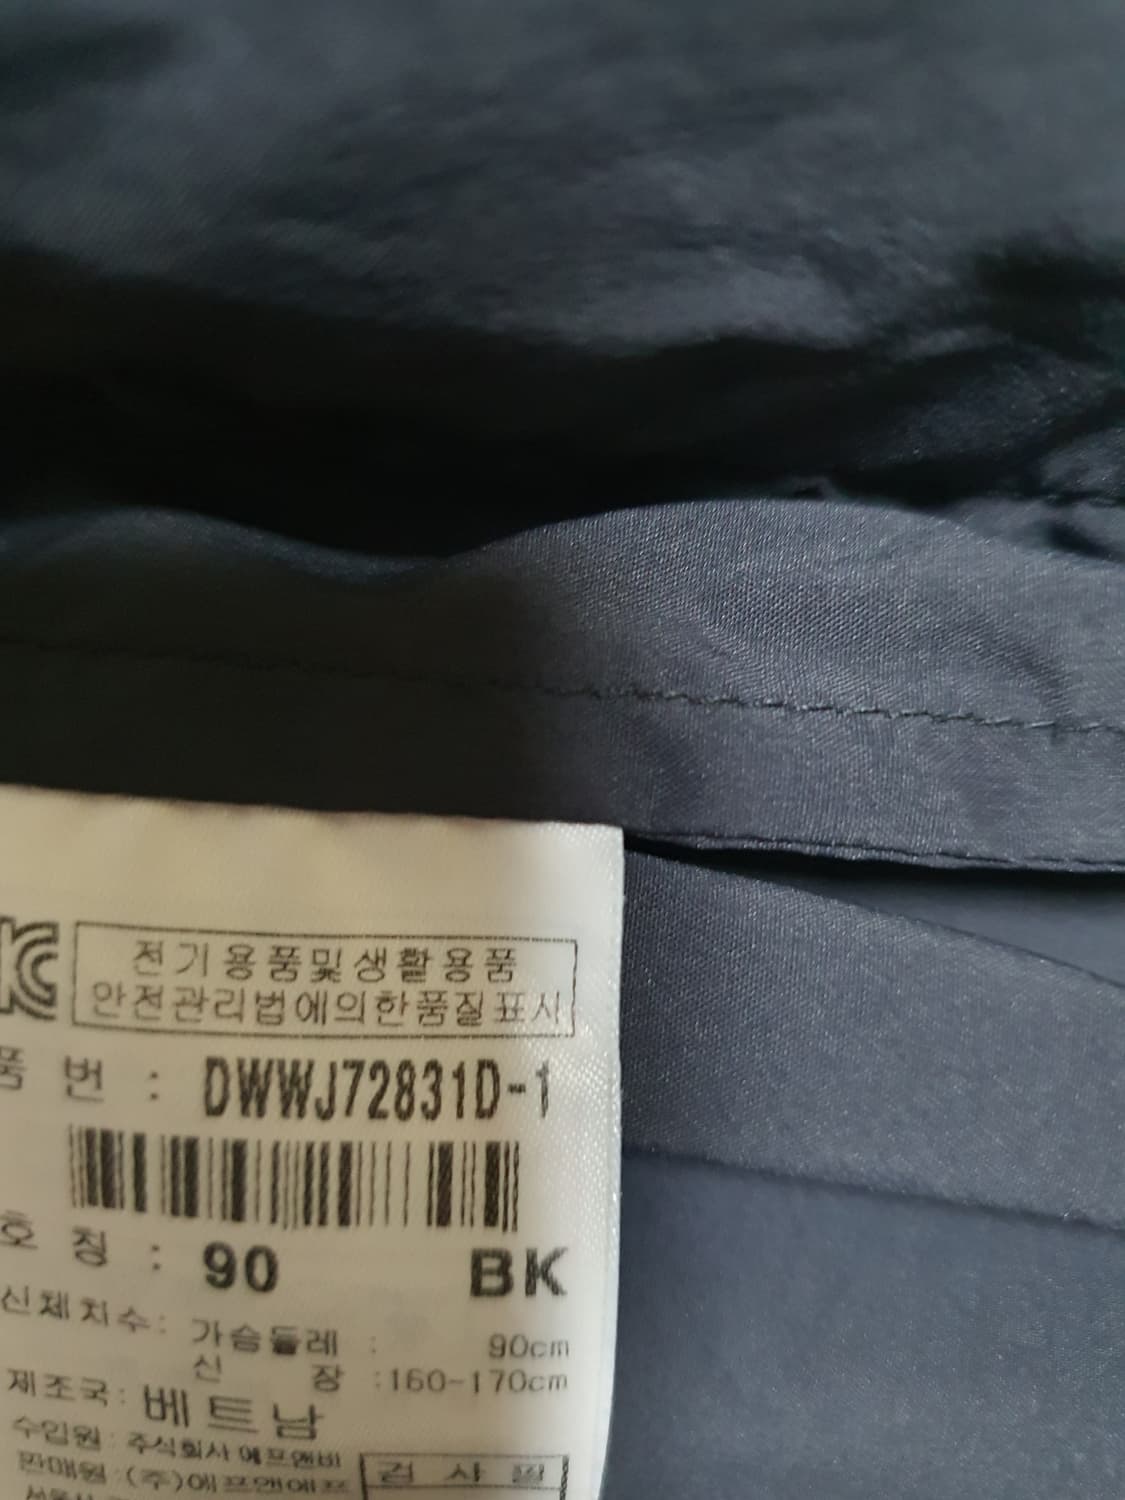 전기용품및생활용품
안전관리법에의한품질표시
품 번 : DWWJ72831D-1
호 칭 : 90 BK
신체치수: 가슴둘레 : 90cm
신 장 :160-170cm
제조국: 베트남
수입원 : 주식회사 에프앤비
판매원 :(주)에프앤에프
검 사 필